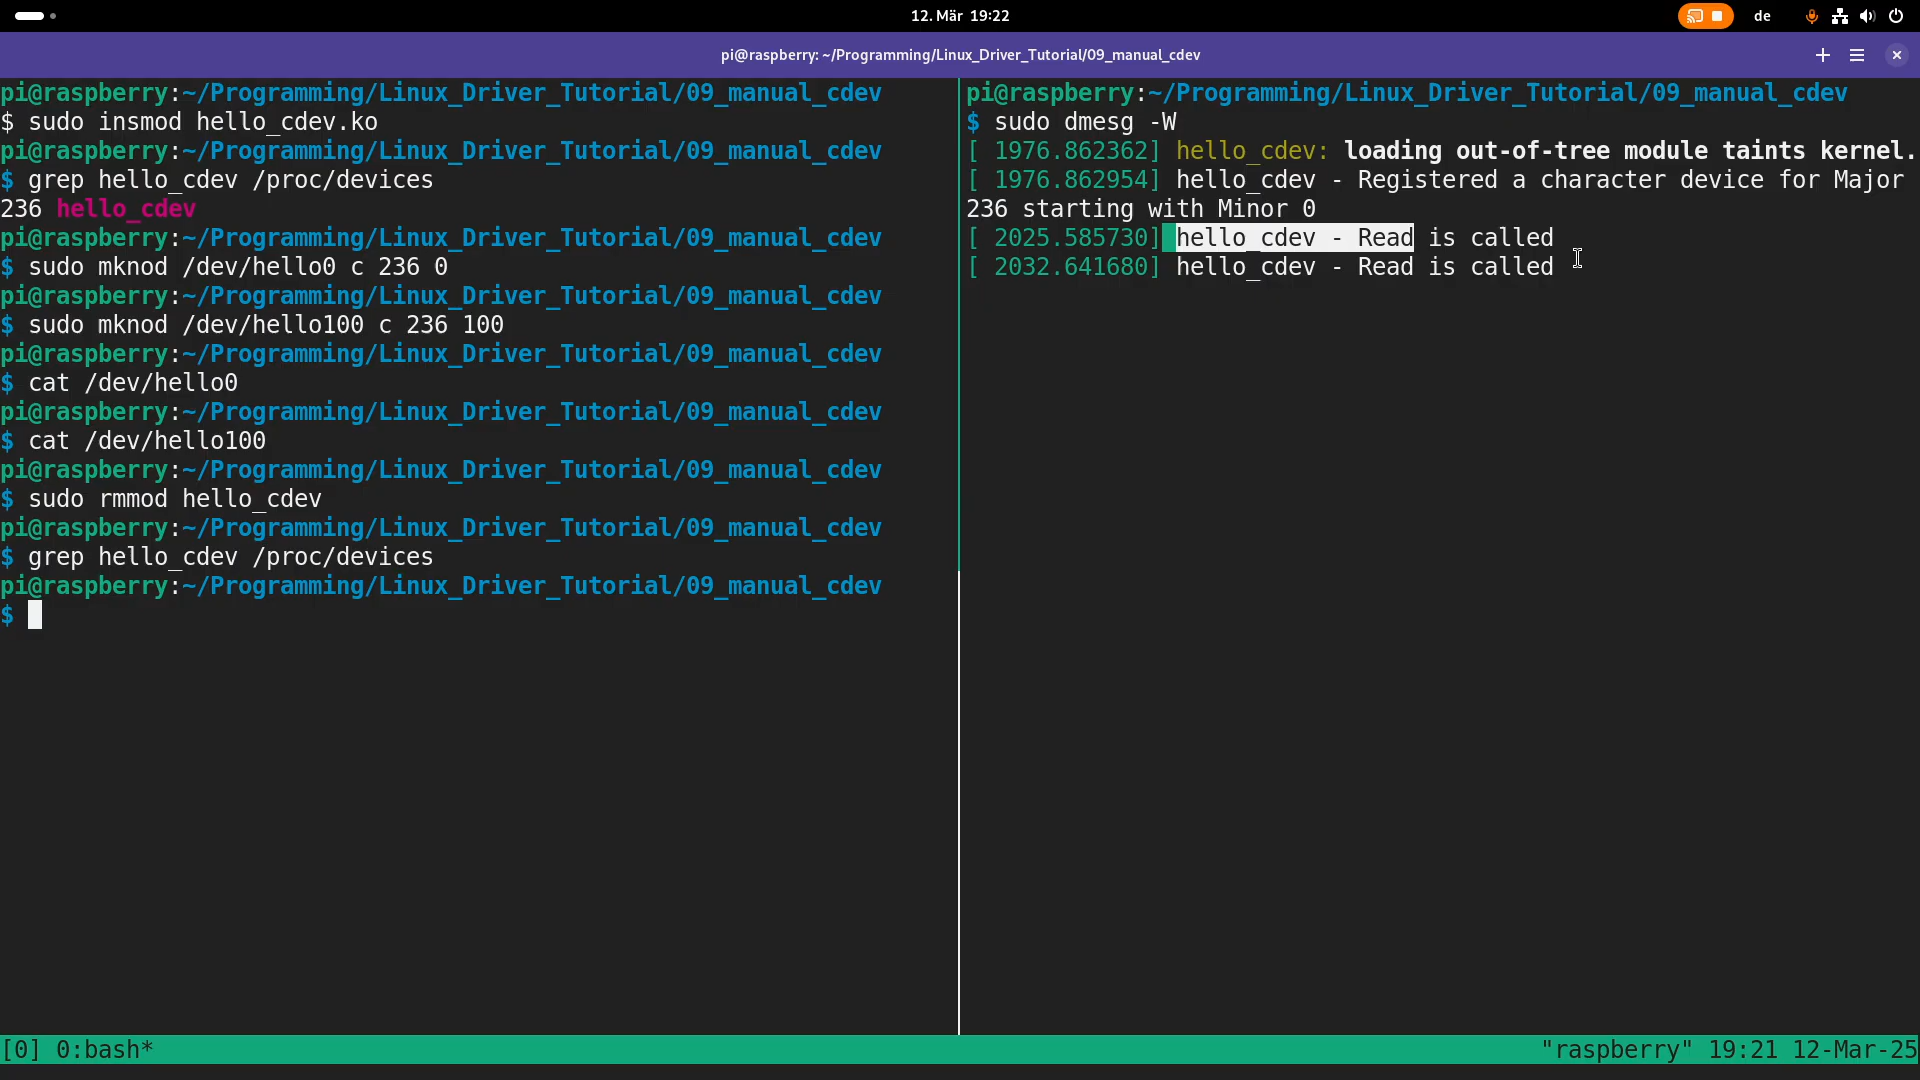 12. Mär 19:22
de
pi@raspberry: ~/Programming/Linux_Driver_Tutorial/09_manual_cdev
pi@raspberry:~/Programming/Linux_Driver_Tutorial/09_manual_cdev
$ sudo insmod hello_cdev.ko
pi@raspberry:~/Programming/Linux_Driver_Tutorial/09_manual_cdev
$ grep hello_cdev /proc/devices
236 hello_cdev
pi@raspberry:~/Programming/Linux_Driver_Tutorial/09_manual_cdev
$ sudo mknod /dev/hello0 c 236 0
pi@raspberry:~/Programming/Linux_Driver_Tutorial/09_manual_cdev
$ sudo mknod /dev/hello100 c 236 100
pi@raspberry:~/Programming/Linux_Driver_Tutorial/09_manual_cdev
$ cat /dev/hello0
pi@raspberry:~/Programming/Linux_Driver_Tutorial/09_manual_cdev
$ cat /dev/hello100
pi@raspberry:~/Programming/Linux_Driver_Tutorial/09_manual_cdev
$ sudo rmmod hello_cdev
pi@raspberry:~/Programming/Linux_Driver_Tutorial/09_manual_cdev
$ grep hello_cdev /proc/devices
pi@raspberry:~/Programming/Linux_Driver_Tutorial/09_manual_cdev
$
pi@raspberry:~/Programming/Linux_Driver_Tutorial/09_manual_cdev
$ sudo dmesg -W
[ 1976.862362] hello_cdev: loading out-of-tree module taints kernel.
[ 1976.862954] hello_cdev - Registered a character device for Major
236 starting with Minor 0
[ 2025.585730] hello_cdev - Read is called
[ 2032.641680] hello_cdev - Read is called
[0] 0:bash*
"raspberry" 19:21 12-Mar-25